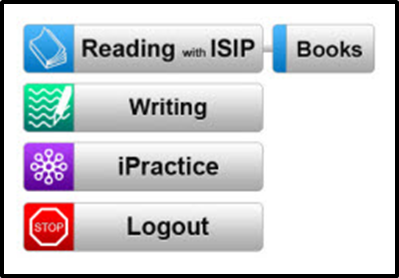 Reading with ISIP
Books
Writing
iPractice
STOP
Logout